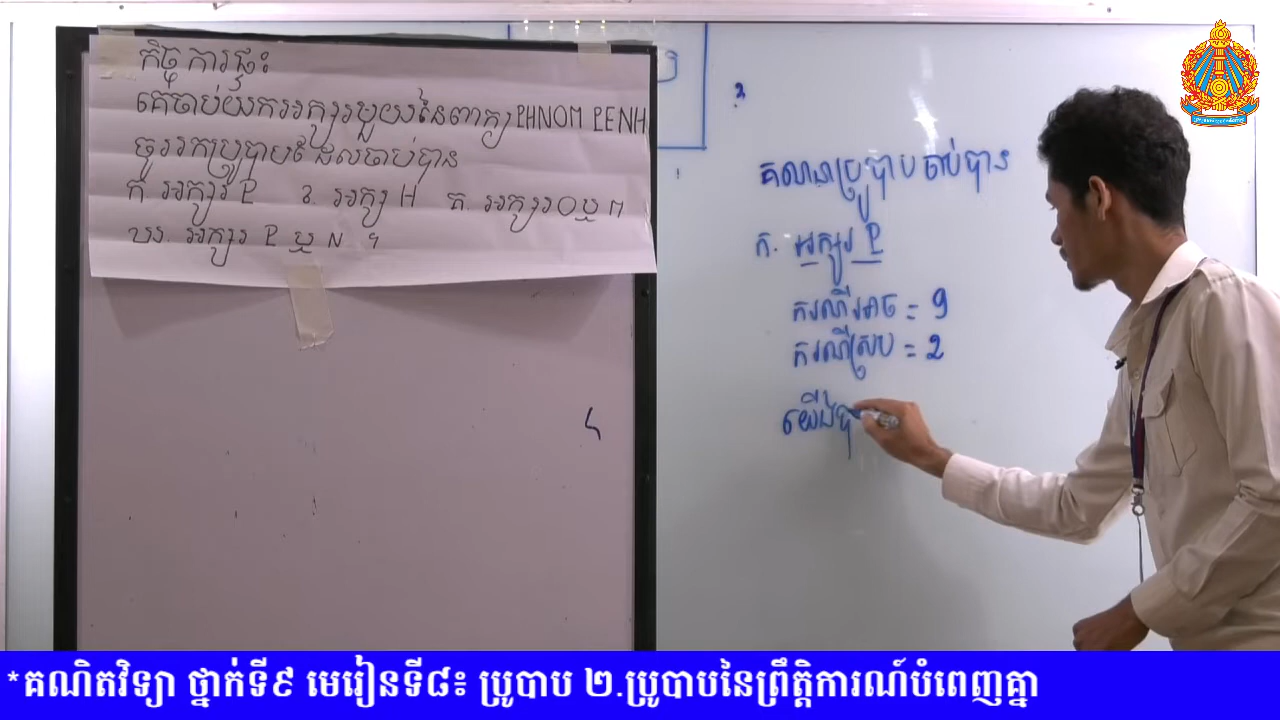 កិច្ចការផ្ទះ
គេចាប់យកអក្សរមួយនៃពាក្យ PHNOM PENH
ចូររកប្រូបាប ដែលចាប់បាន
ក អក្សរ P ខ. អក្ស H គ. អក្សរ O ឬ M
ឃ. អក្សរ P ឬ N ។
គណនាប្រូបាប ចាប់បាន
ក. អក្សរ P
ករណីអាច = 9
ករណីស្រប = 2
យើងបា
*គណិតវិទ្យា ថ្នាក់ទី៩ មេរៀនទី៨៖ ប្រូបាប ២.ប្រូបាបនៃព្រឹត្តិការណ៍បំពេញគ្នា